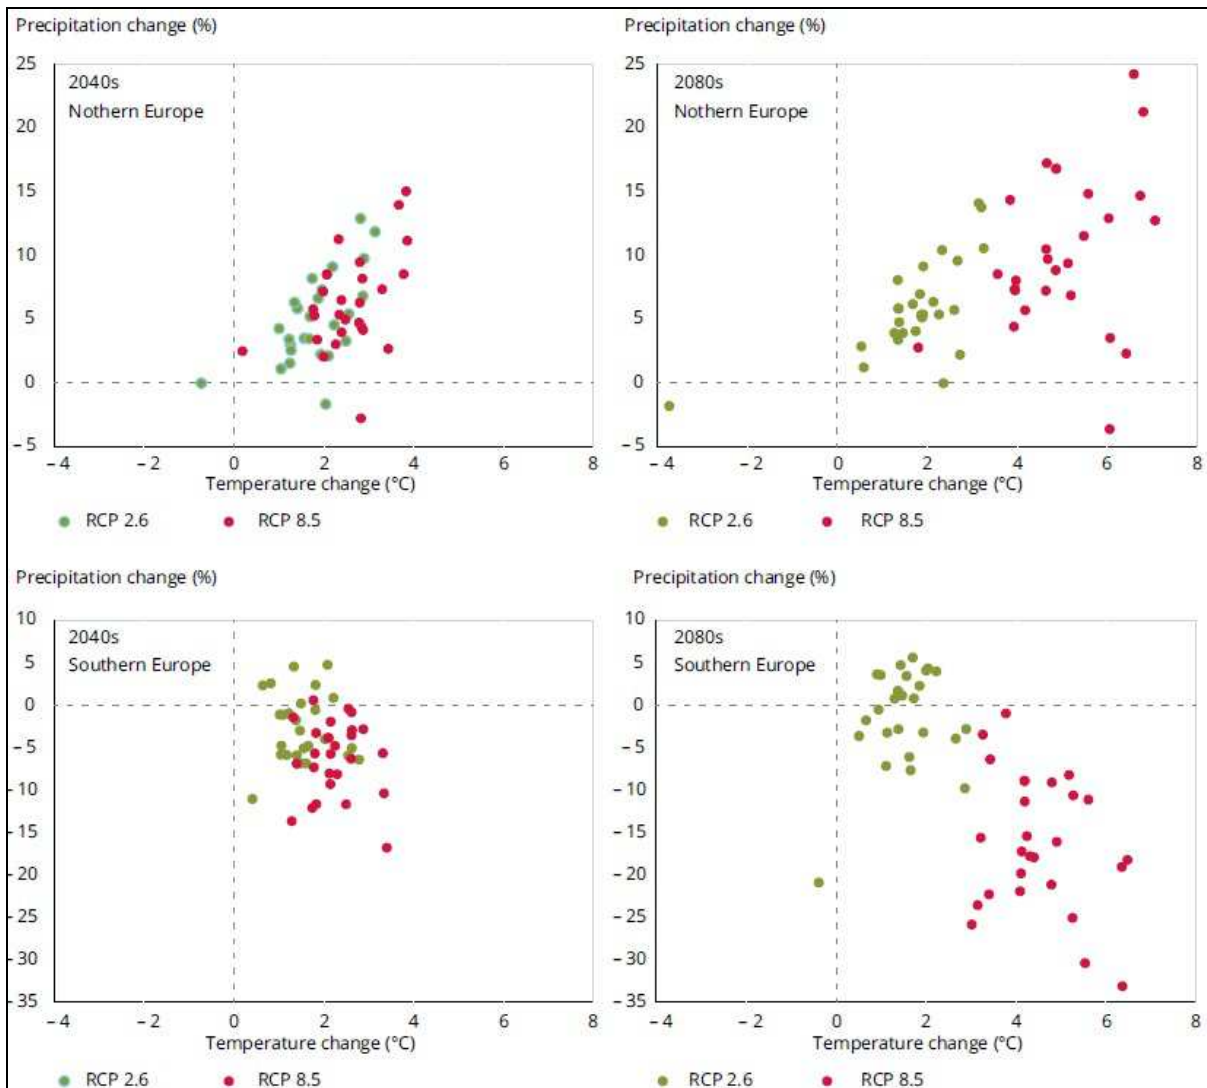 Precipitation change (%)
25
20
15
10
5
0
– 5
2040s
Nothern Europe
– 4
– 2
0
2
4
6
8
Temperature change (°C)
RCP 2.6
RCP 8.5
Precipitation change (%)
25
20
15
10
5
0
– 5
2080s
Nothern Europe
– 4
– 2
0
2
4
6
8
Temperature change (°C)
RCP 2.6
RCP 8.5
Precipitation change (%)
10
5
0
– 5
- 10
- 15
- 20
- 25
- 30
- 35
2040s
Southern Europe
– 4
– 2
0
2
4
6
8
Temperature change (°C)
RCP 2.6
RCP 8.5
Precipitation change (%)
10
5
0
– 5
– 10
– 15
– 20
– 25
– 30
– 35
2080s
Southern Europe
– 4
– 2
0
2
4
6
8
Temperature change (°C)
RCP 2.6
RCP 8.5